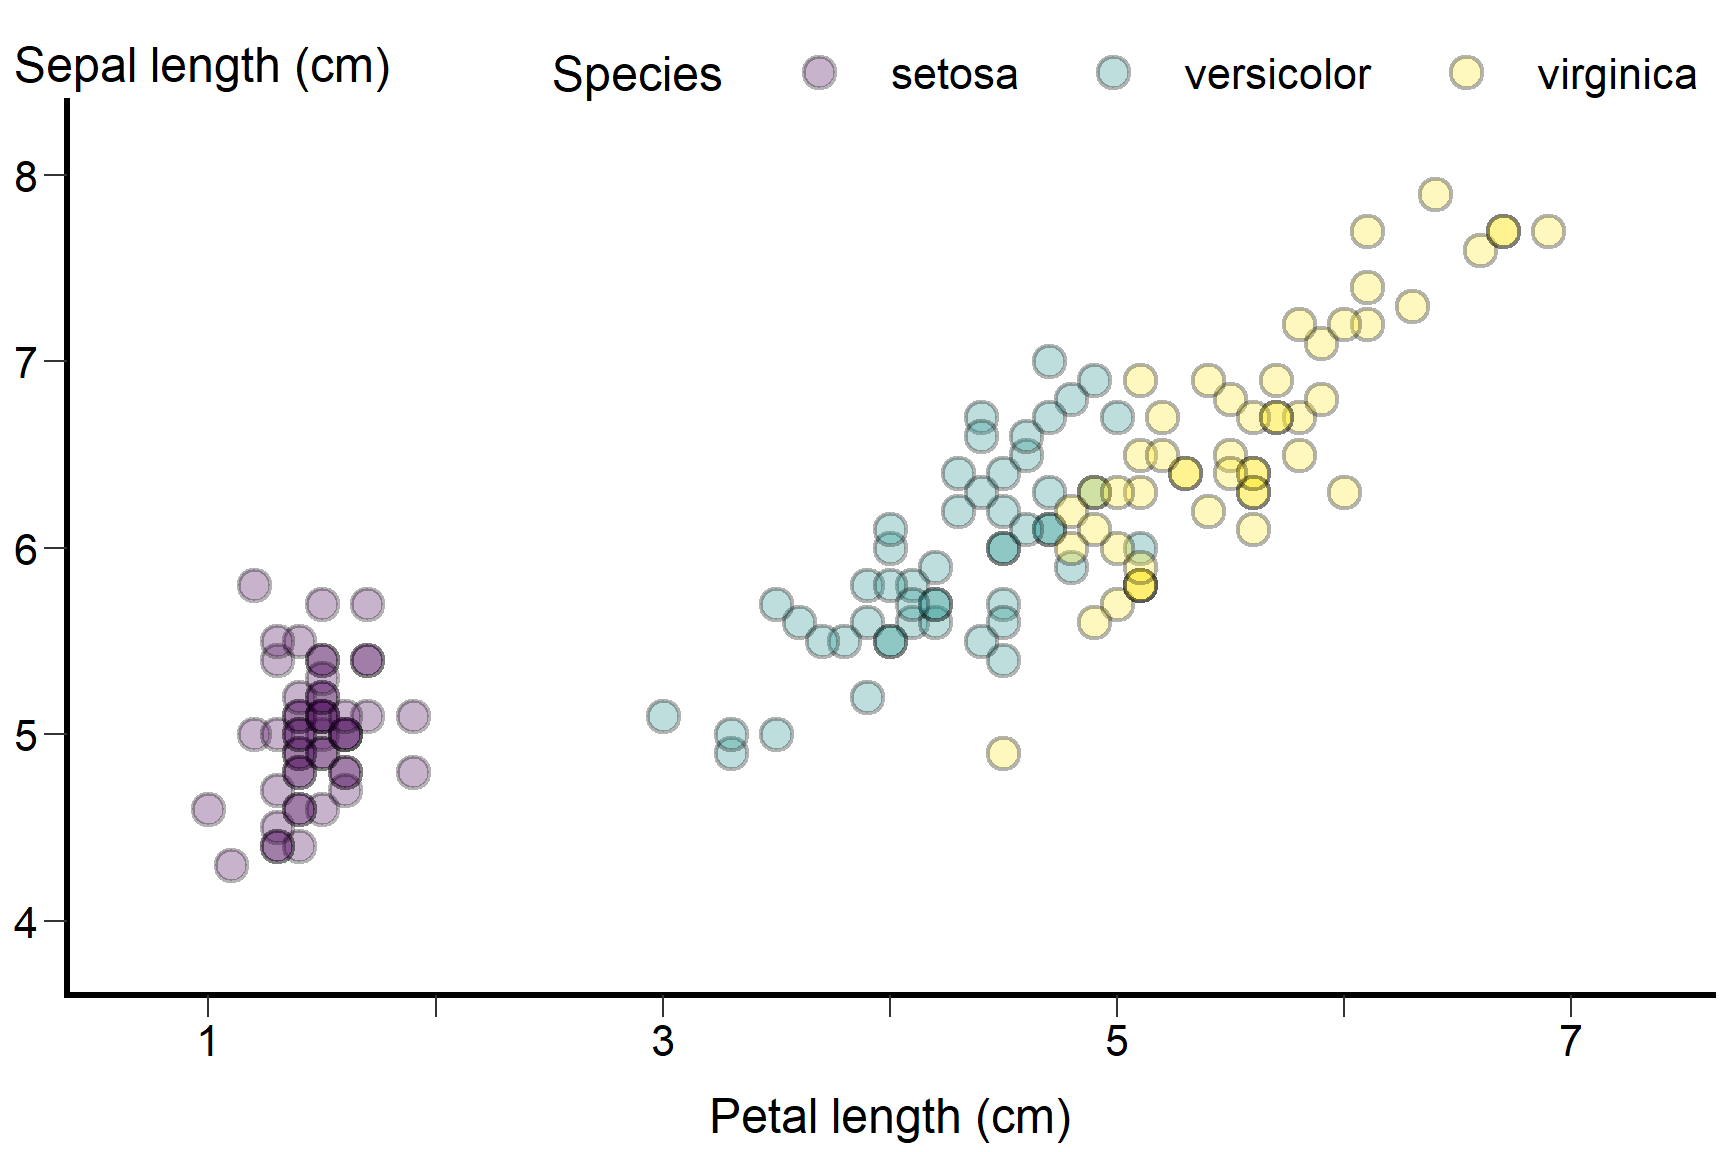 Sepal length (cm)
Species setosa versicolor virginica
8
7
6
5
4
1 3 5 7
Petal length (cm)